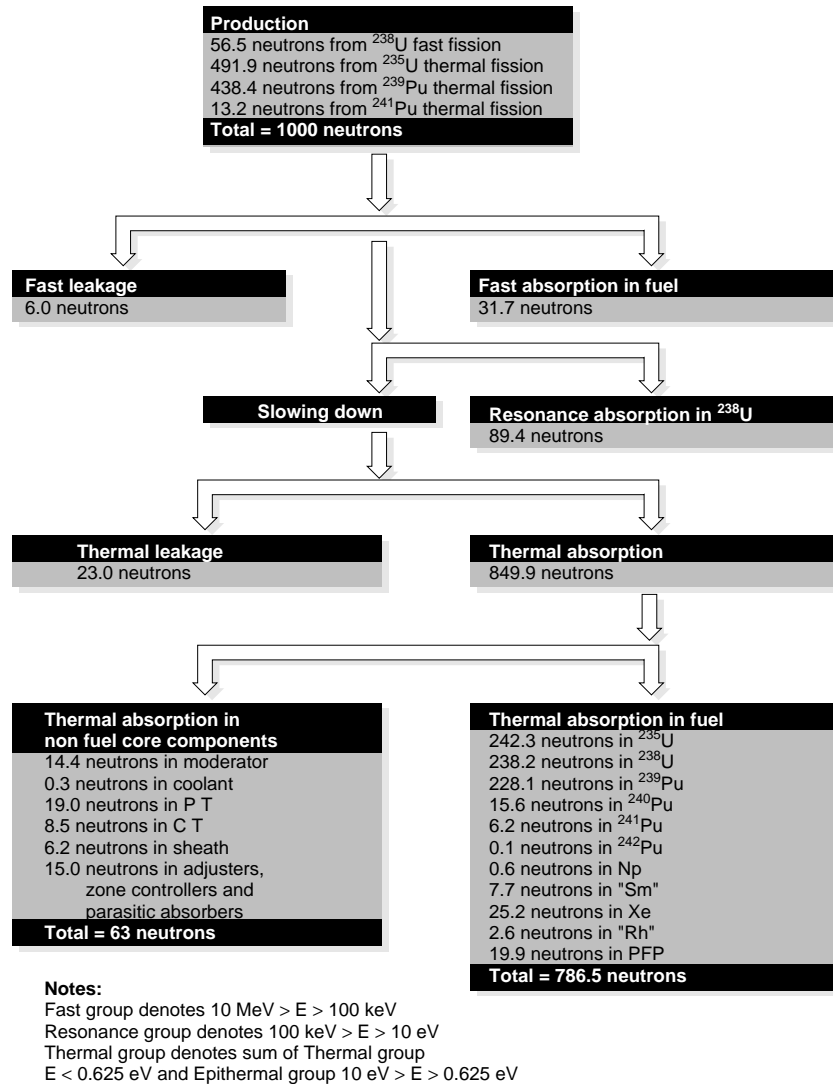 Production
56.5 neutrons from ²³⁸U fast fission
491.9 neutrons from ²³⁵U thermal fission
438.4 neutrons from ²³⁹Pu thermal fission
13.2 neutrons from ²⁴¹Pu thermal fission
Total = 1000 neutrons
Fast leakage
6.0 neutrons
Fast absorption in fuel
31.7 neutrons
Slowing down
Resonance absorption in ²³⁸U
89.4 neutrons
Thermal leakage
23.0 neutrons
Thermal absorption
849.9 neutrons
Thermal absorption in
non fuel core components
14.4 neutrons in moderator
0.3 neutrons in coolant
19.0 neutrons in P T
8.5 neutrons in C T
6.2 neutrons in sheath
15.0 neutrons in adjusters,
zone controllers and
parasitic absorbers
Total = 63 neutrons
Thermal absorption in fuel
242.3 neutrons in ²³⁵U
238.2 neutrons in ²³⁸U
228.1 neutrons in ²³⁹Pu
15.6 neutrons in ²⁴⁰Pu
6.2 neutrons in ²⁴¹Pu
0.1 neutrons in ²⁴²Pu
0.6 neutrons in Np
7.7 neutrons in "Sm"
25.2 neutrons in Xe
2.6 neutrons in "Rh"
19.9 neutrons in PFP
Total = 786.5 neutrons
Notes:
Fast group denotes 10 MeV > E > 100 keV
Resonance group denotes 100 keV > E > 10 eV
Thermal group denotes sum of Thermal group
E < 0.625 eV and Epithermal group 10 eV > E > 0.625 eV